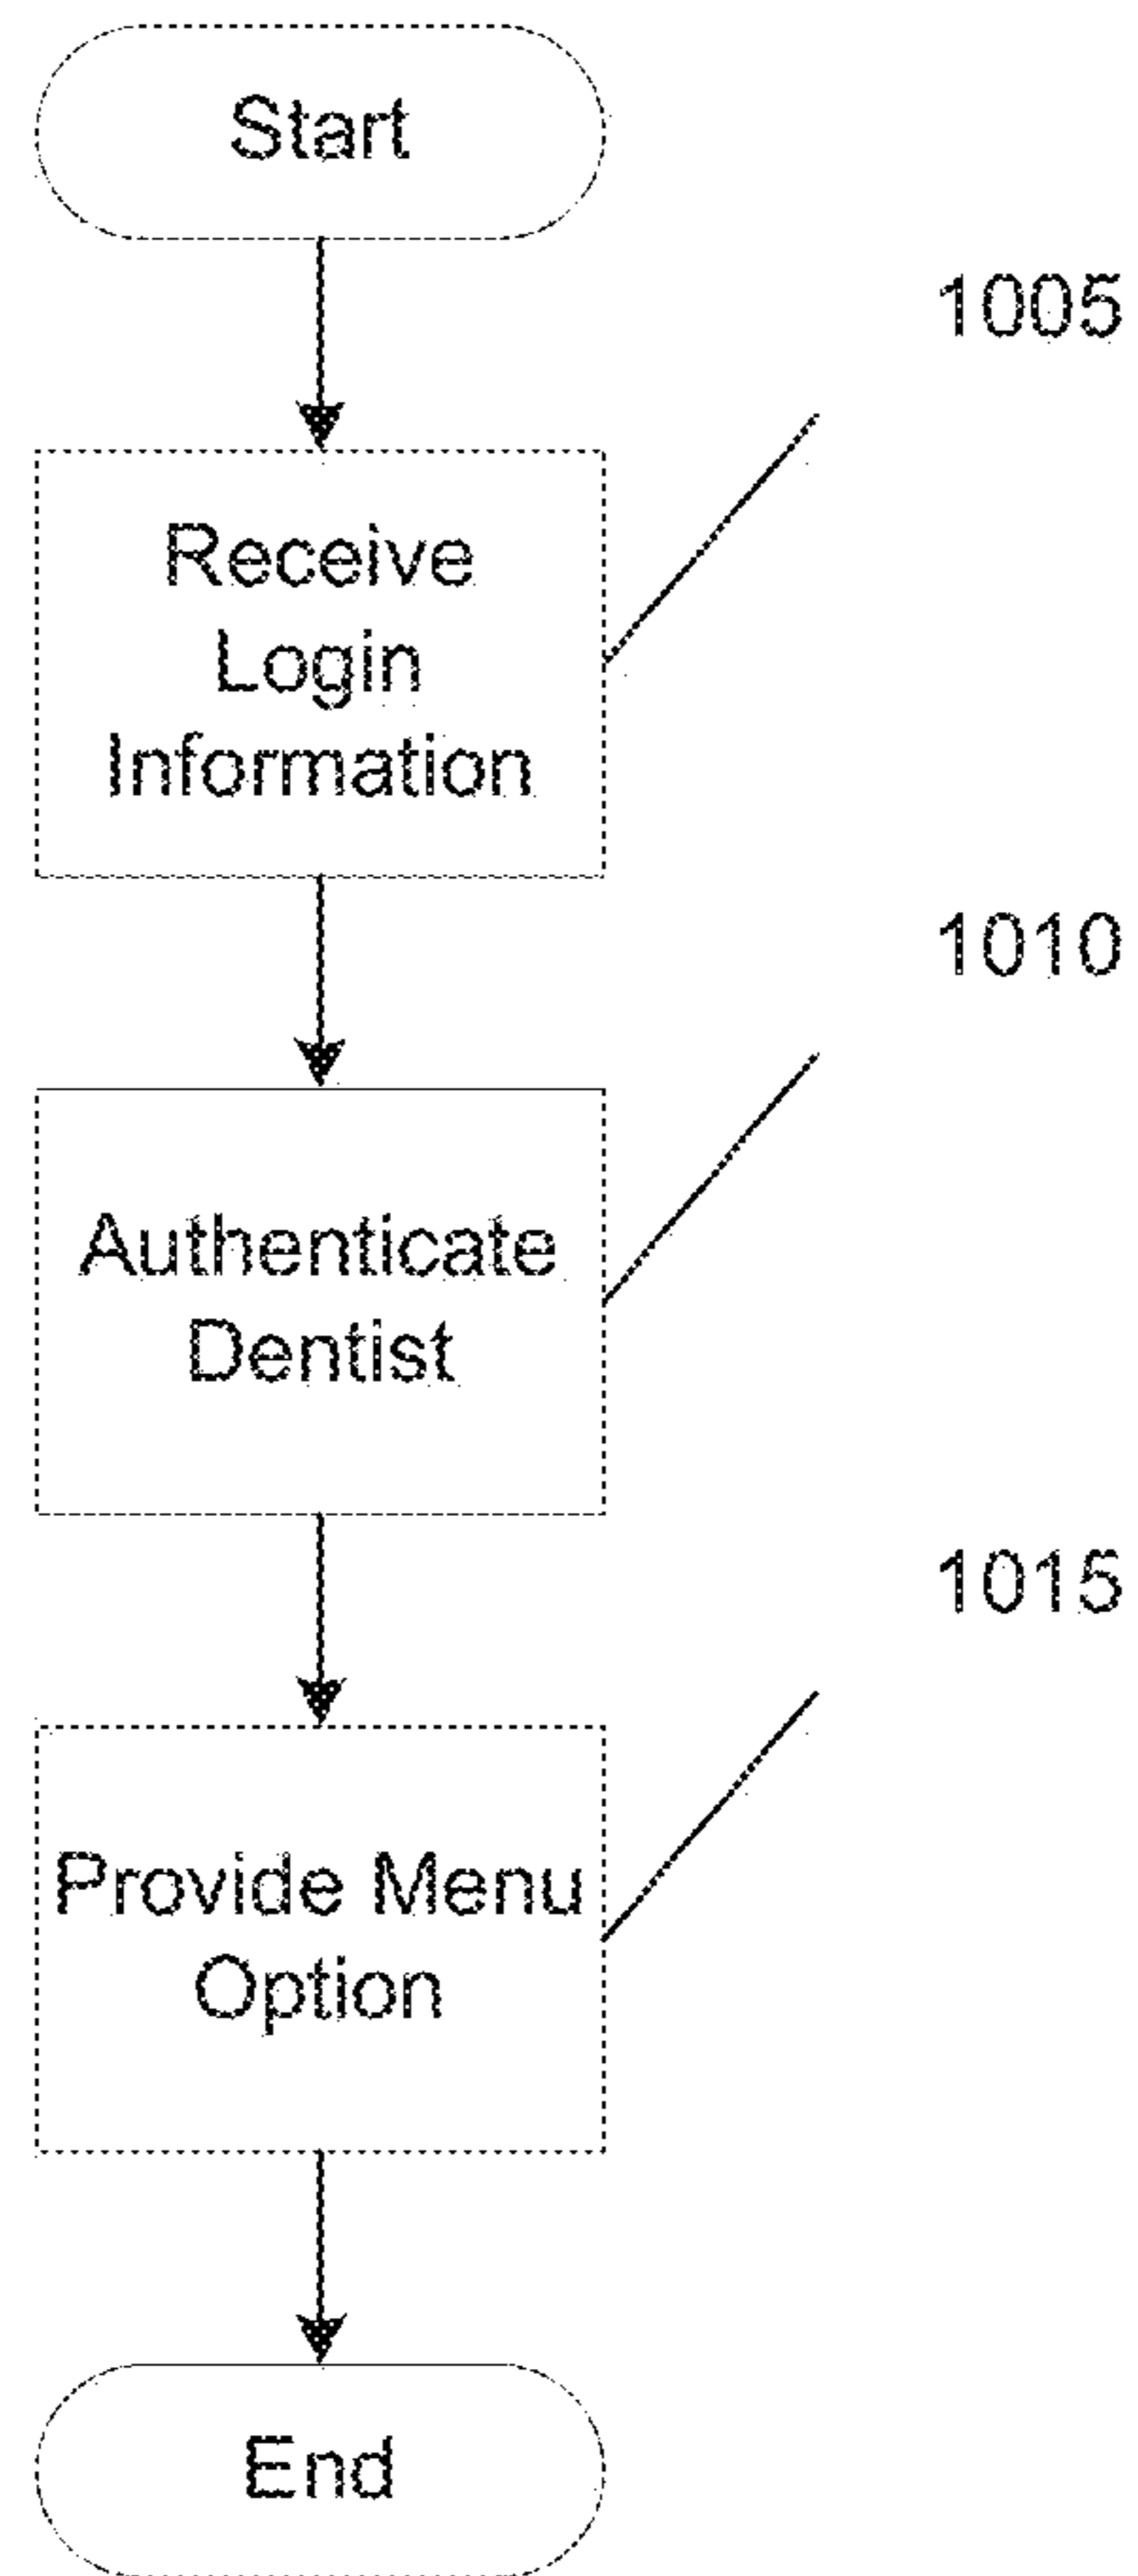 Start
1005
Receive
Login
Information
1010
Authenticate
Dentist
1015
Provide Menu
Option
End